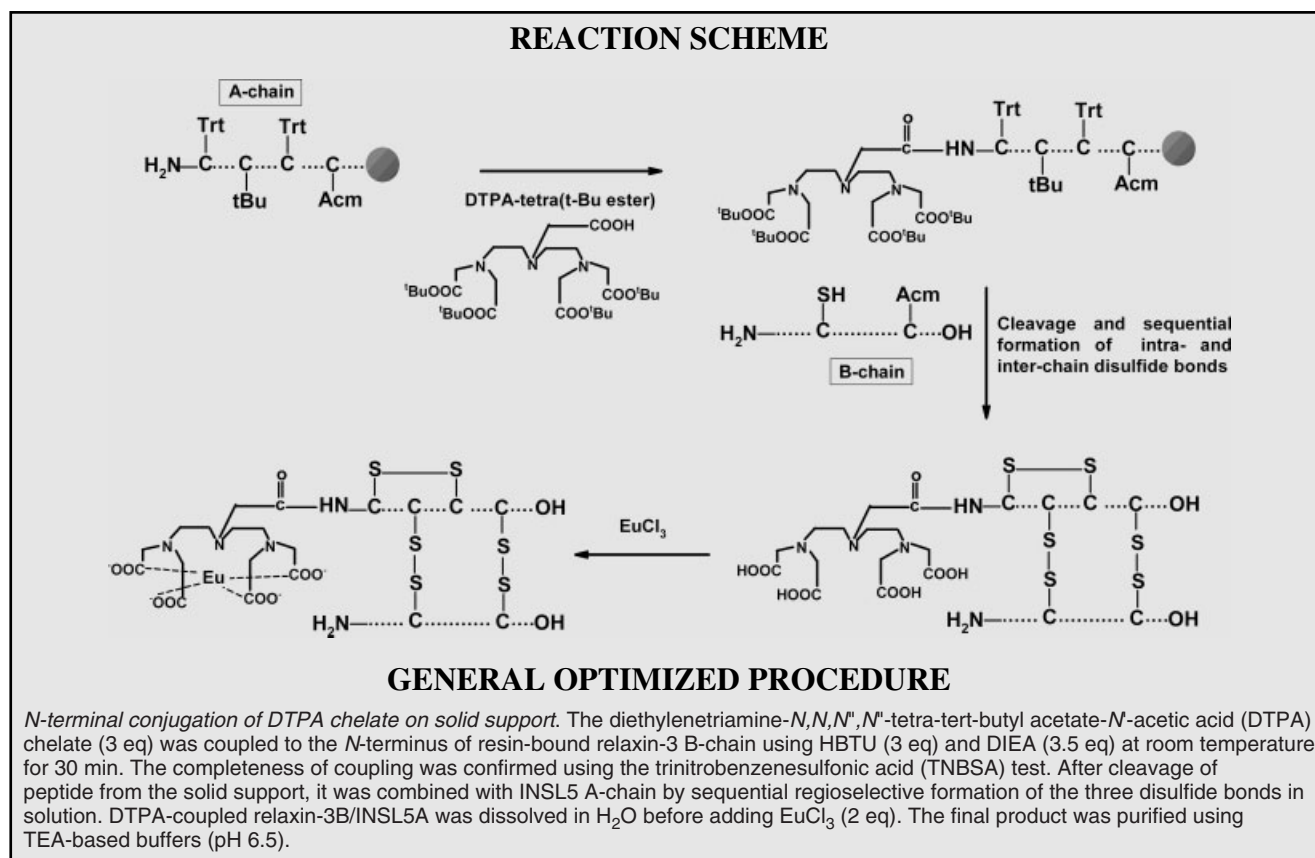 REACTION SCHEME
A-chain
Trt Trt
H₂N—C....C....C....C....
tBu Acm
DTPA-tetra(t-Bu ester)
COOH
N N N
ᵗBuOOC COOᵗBu
ᵗBuOOC COOᵗBu
O Trt Trt
C—HN—C....C....C....C....
tBu Acm
N N N
ᵗBuOOC COOᵗBu
ᵗBuOOC COOᵗBu
SH Acm
H₂N—......C............C....OH
B-chain
Cleavage and sequential
formation of intra- and
inter-chain disulfide bonds
S—S
O
C—HN—C....C....C....C....OH
N N N
S S
S S
⁻OOC Eu COO⁻
⁻OOC COO⁻
H₂N—......C............C....OH
EuCl₃
S—S
O
C—HN—C....C....C....C....OH
N N N
S S
S S
HOOC COOH
HOOC COOH
H₂N—......C............C....OH
GENERAL OPTIMIZED PROCEDURE
N-terminal conjugation of DTPA chelate on solid support. The diethylenetriamine-N,N,N",N"-tetra-tert-butyl acetate-N'-acetic acid (DTPA)
chelate (3 eq) was coupled to the N-terminus of resin-bound relaxin-3 B-chain using HBTU (3 eq) and DIEA (3.5 eq) at room temperature
for 30 min. The completeness of coupling was confirmed using the trinitrobenzenesulfonic acid (TNBSA) test. After cleavage of
peptide from the solid support, it was combined with INSL5 A-chain by sequential regioselective formation of the three disulfide bonds in
solution. DTPA-coupled relaxin-3B/INSL5A was dissolved in H₂O before adding EuCl₃ (2 eq). The final product was purified using
TEA-based buffers (pH 6.5).